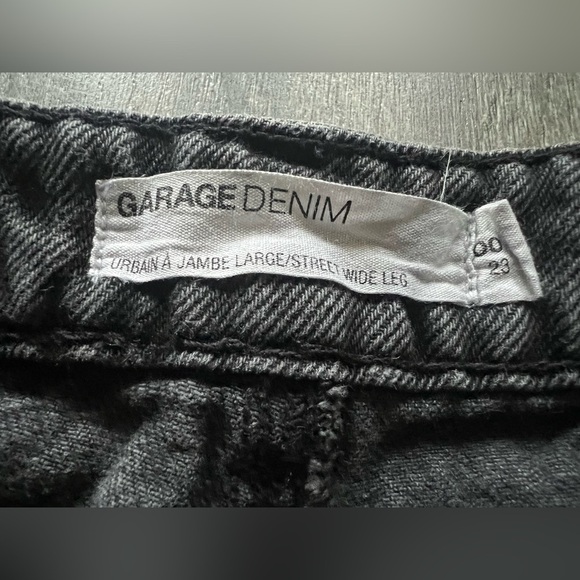 GARAGE DENIM
URBAIN À JAMBE LARGE/STREET WIDE LEG
00
23